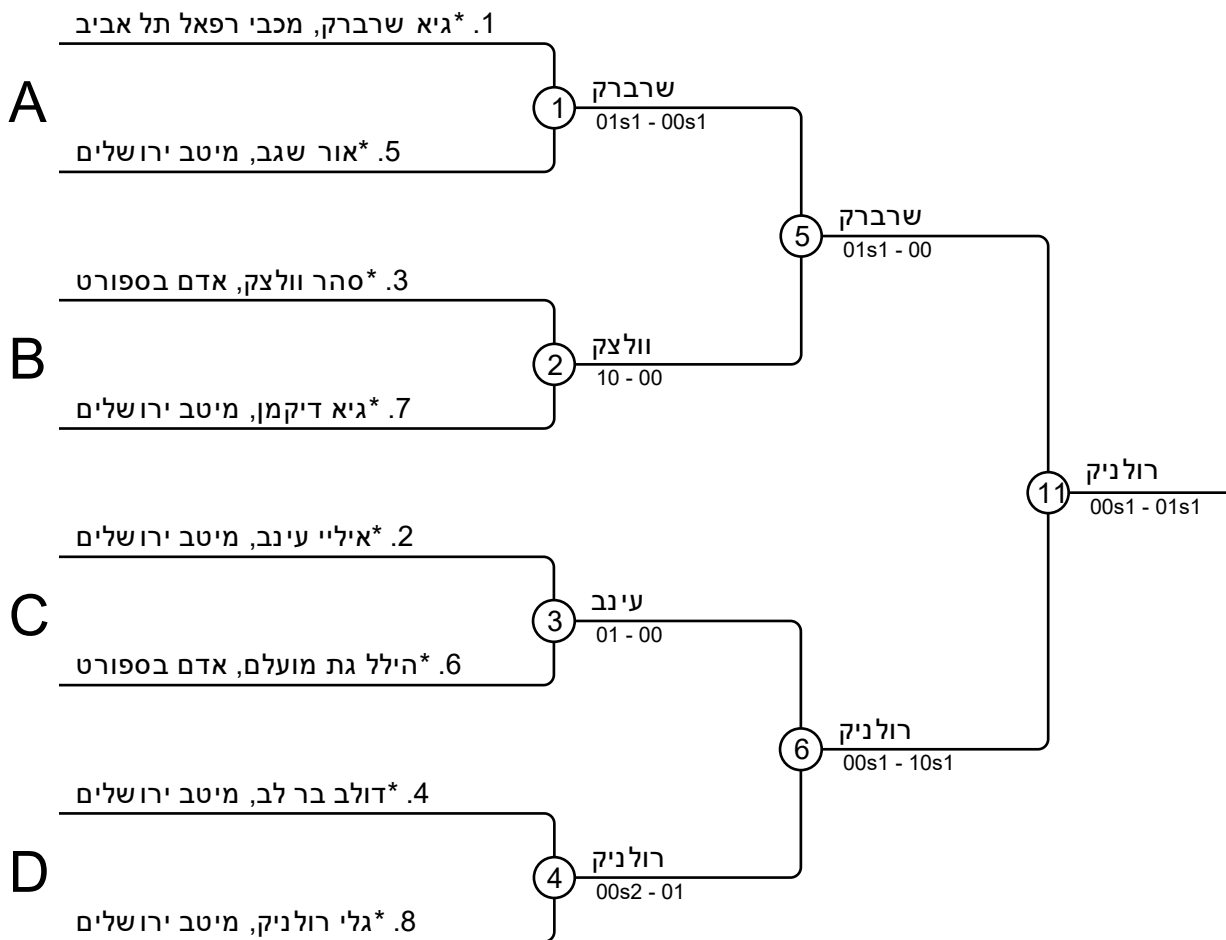 1. *גיא שרברק, מכבי רפאל תל אביב
A
1
שרברק
01s1 - 00s1
5. *אור שגב, מיטב ירושלים
5
שרברק
01s1 - 00
3. *סהר וולצק, אדם בספורט
B
2
וולצק
10 - 00
7. *גיא דיקמן, מיטב ירושלים
11
רולניק
00s1 - 01s1
2. *איליי עינב, מיטב ירושלים
C
3
עינב
01 - 00
6. *הילל גת מועלם, אדם בספורט
6
רולניק
00s1 - 10s1
4. *דולב בר לב, מיטב ירושלים
D
4
רולניק
00s2 - 01
8. *גלי רולניק, מיטב ירושלים